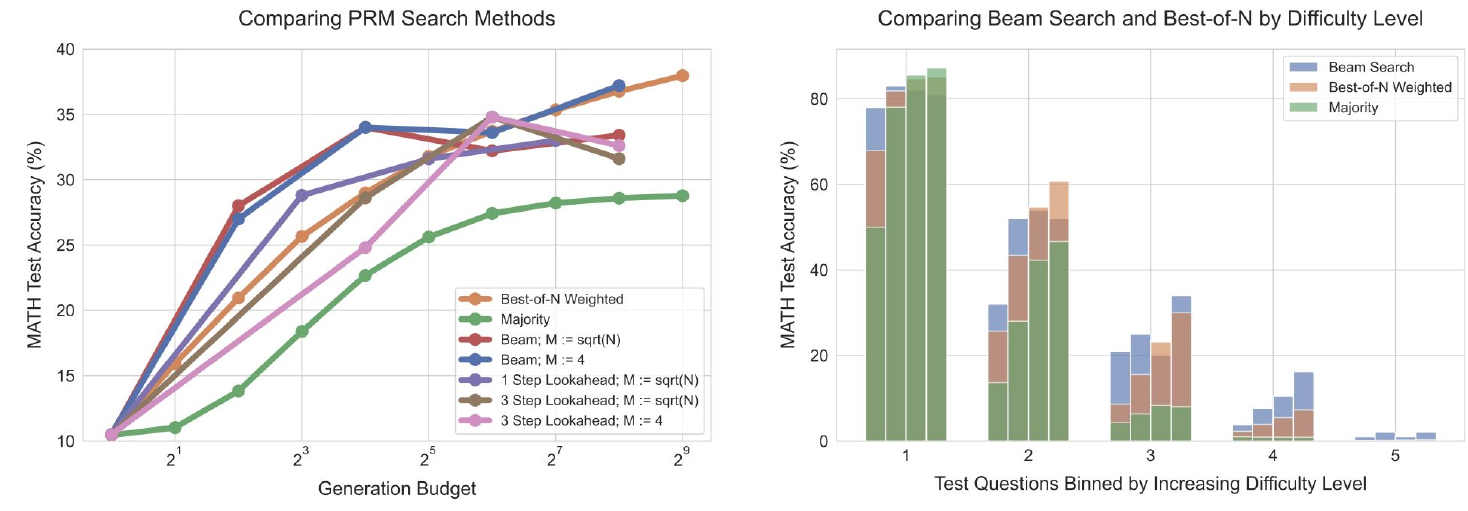 Comparing PRM Search Methods
MATH Test Accuracy (%)
40
35
30
25
20
15
10
2^1
2^3
2^5
2^7
2^9
Generation Budget
Best-of-N Weighted
Majority
Beam; M := sqrt(N)
Beam; M := 4
1 Step Lookahead; M := sqrt(N)
3 Step Lookahead; M := sqrt(N)
3 Step Lookahead; M := 4
Comparing Beam Search and Best-of-N by Difficulty Level
MATH Test Accuracy (%)
80
60
40
20
0
1
2
3
4
5
Test Questions Binned by Increasing Difficulty Level
Beam Search
Best-of-N Weighted
Majority